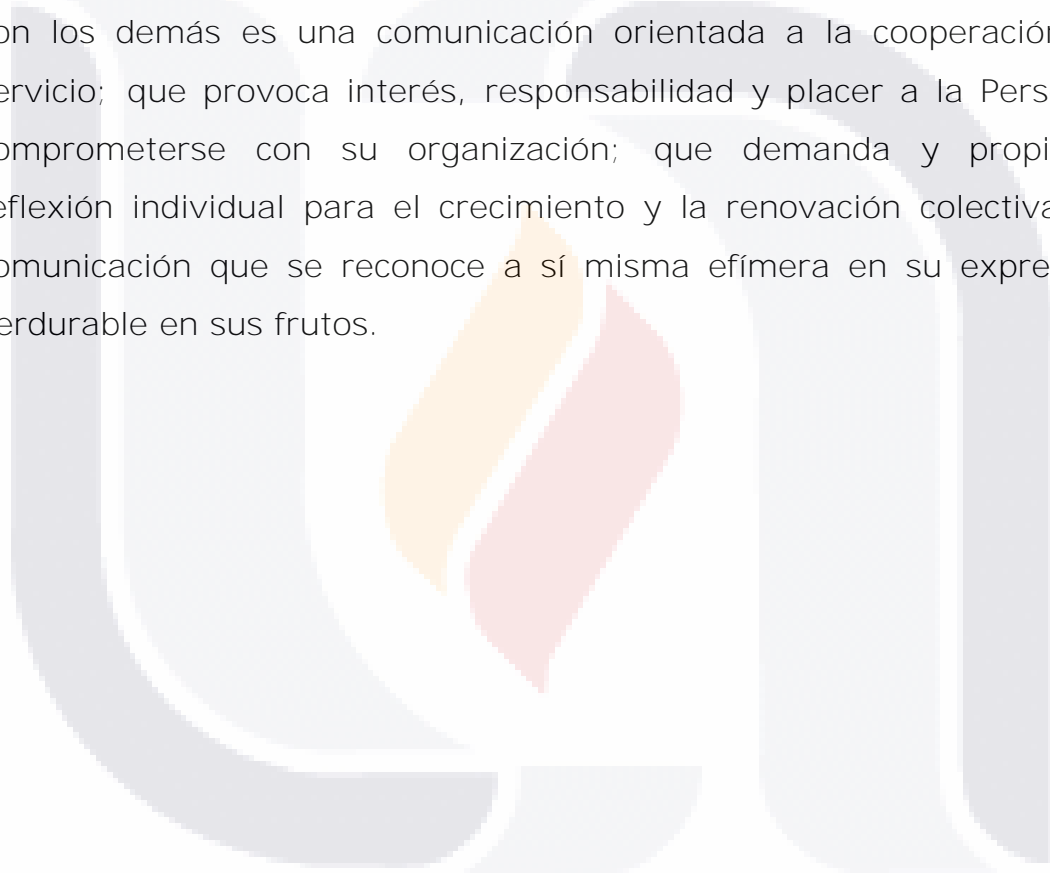 on los demás es una comunicación orientada a la cooperación
ervicio; que provoca interés, responsabilidad y placer a la Pers
omprometerse con su organización; que demanda y propi
eflexión individual para el crecimiento y la renovación colectiva
omunicación que se reconoce a sí misma efímera en su expre
erdurable en sus frutos.